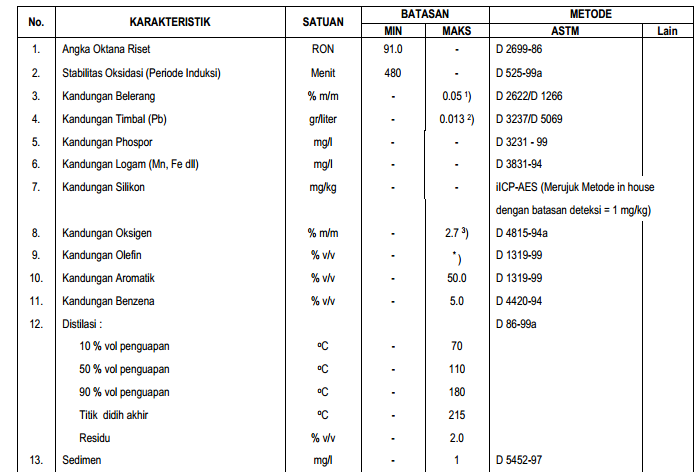 No. KARAKTERISTIK SATUAN BATASAN METODE
MIN MAKS ASTM Lain
1. Angka Oktana Riset RON 91.0 - D 2699-86
2. Stabilitas Oksidasi (Periode Induksi) Menit 480 - D 525-99a
3. Kandungan Belerang % m/m - 0.05 ¹) D 2622/D 1266
4. Kandungan Timbal (Pb) gr/liter - 0.013 ²) D 3237/D 5069
5. Kandungan Phospor mg/l - - D 3231 - 99
6. Kandungan Logam (Mn, Fe dll) mg/l - - D 3831-94
7. Kandungan Silikon mg/kg - - iICP-AES (Merujuk Metode in house
dengan batasan deteksi = 1 mg/kg)
8. Kandungan Oksigen % m/m - 2.7 ³) D 4815-94a
9. Kandungan Olefin % v/v - *) D 1319-99
10. Kandungan Aromatik % v/v - 50.0 D 1319-99
11. Kandungan Benzena % v/v - 5.0 D 4420-94
12. Distilasi : D 86-99a
10 % vol penguapan ºC - 70
50 % vol penguapan ºC - 110
90 % vol penguapan ºC - 180
Titik didih akhir ºC - 215
Residu % v/v - 2.0
13. Sedimen mg/l - 1 D 5452-97